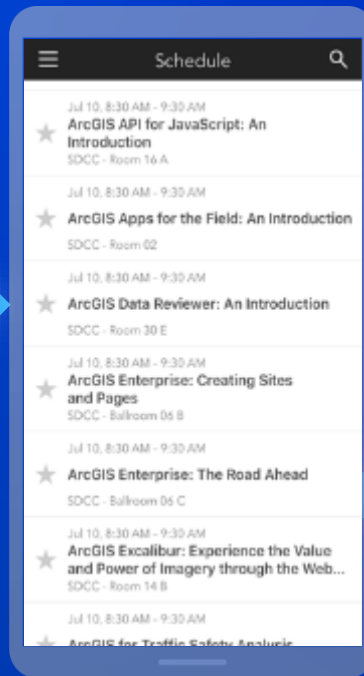 Schedule
Jul 10, 8:30 AM - 9:30 AM
ArcGIS API for JavaScript: An
Introduction
SDCC - Room 16 A
Jul 10, 8:30 AM - 9:30 AM
ArcGIS Apps for the Field: An Introduction
SDCC - Room 02
Jul 10, 8:30 AM - 9:30 AM
ArcGIS Data Reviewer: An Introduction
SDCC - Room 30 E
Jul 10, 8:30 AM - 9:30 AM
ArcGIS Enterprise: Creating Sites
and Pages
SDCC - Ballroom 06 B
Jul 10, 8:30 AM - 9:30 AM
ArcGIS Enterprise: The Road Ahead
SDCC - Ballroom 06 C
Jul 10, 8:30 AM - 9:30 AM
ArcGIS Excalibur: Experience the Value
and Power of Imagery through the Web...
SDCC - Room 14 B
Jul 10, 8:30 AM - 9:30 AM
ArcGIS for Traffic Safety Analysis